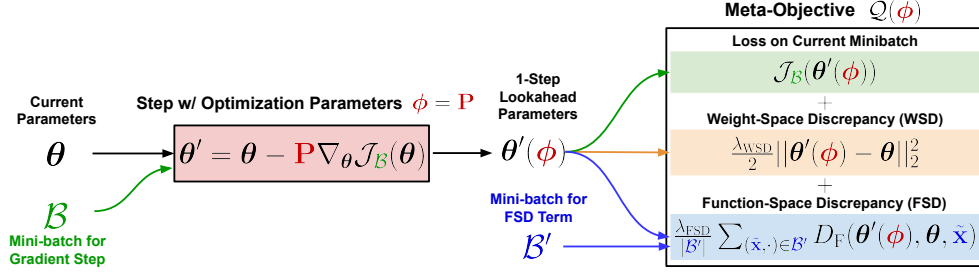 Meta-Objective 𝒬(ϕ)
Loss on Current Minibatch
𝒥_ℬ(θ′(ϕ))
+
Weight-Space Discrepancy (WSD)
λ_WSD/2 ||θ′(ϕ) − θ||₂²
+
Function-Space Discrepancy (FSD)
λ_FSD/|ℬ′| ∑_(x̃,·)∈ℬ′ D_F(θ′(ϕ), θ, x̃)
Current
Parameters
θ
ℬ
Mini-batch for
Gradient Step
Step w/ Optimization Parameters ϕ = P
θ′ = θ − P∇_θ 𝒥_ℬ(θ)
1-Step
Lookahead
Parameters
θ′(ϕ)
Mini-batch for
FSD Term
ℬ′